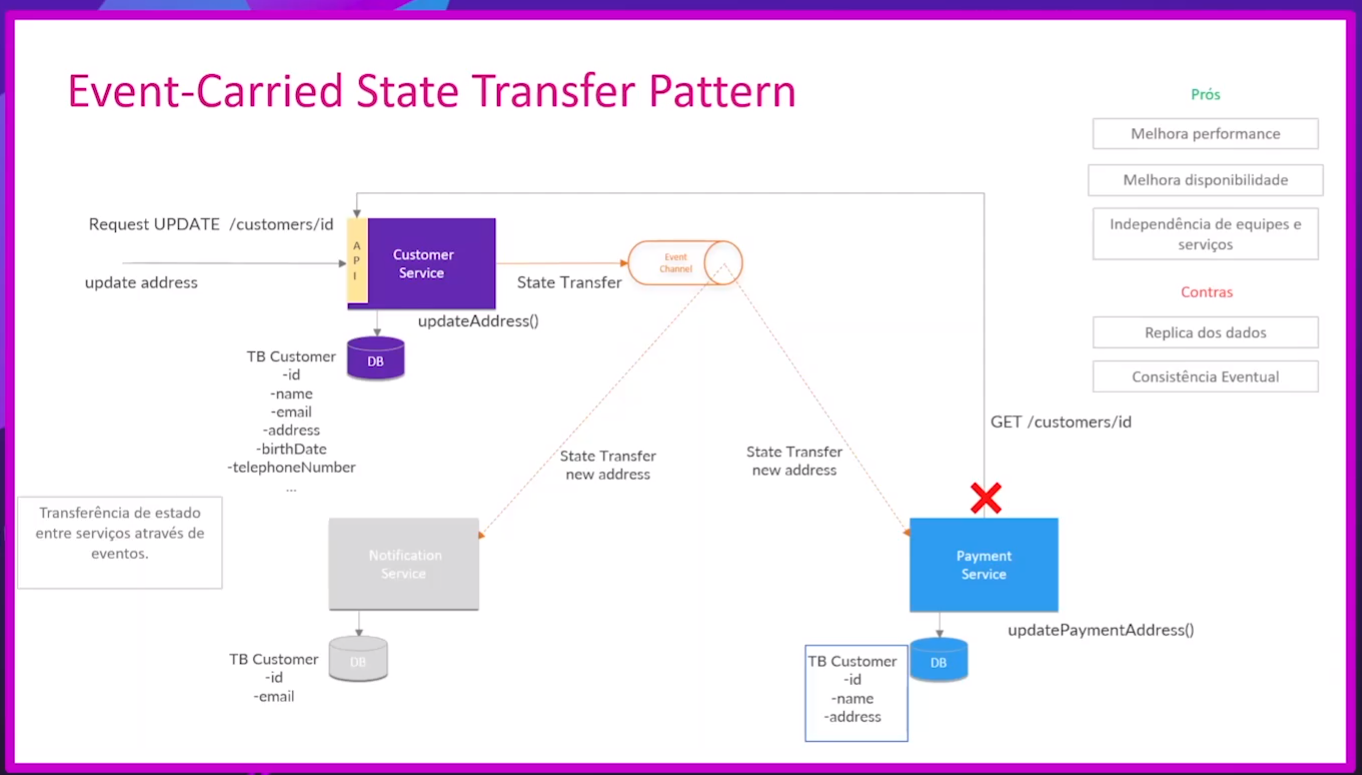 Event-Carried State Transfer Pattern
Prós
Melhora performance
Melhora disponibilidade
Independência de equipes e
serviços
Contras
Replica dos dados
Consistência Eventual
Request UPDATE /customers/id
update address
A
P
I
Customer
Service
State Transfer
Event
Channel
updateAddress()
DB
TB Customer
-id
-name
-email
-address
-birthDate
-telephoneNumber
...
GET /customers/id
State Transfer
new address
State Transfer
new address
Transferência de estado
entre serviços através de
eventos.
Notification
Service
DB
TB Customer
-id
-email
Payment
Service
updatePaymentAddress()
DB
TB Customer
-id
-name
-address